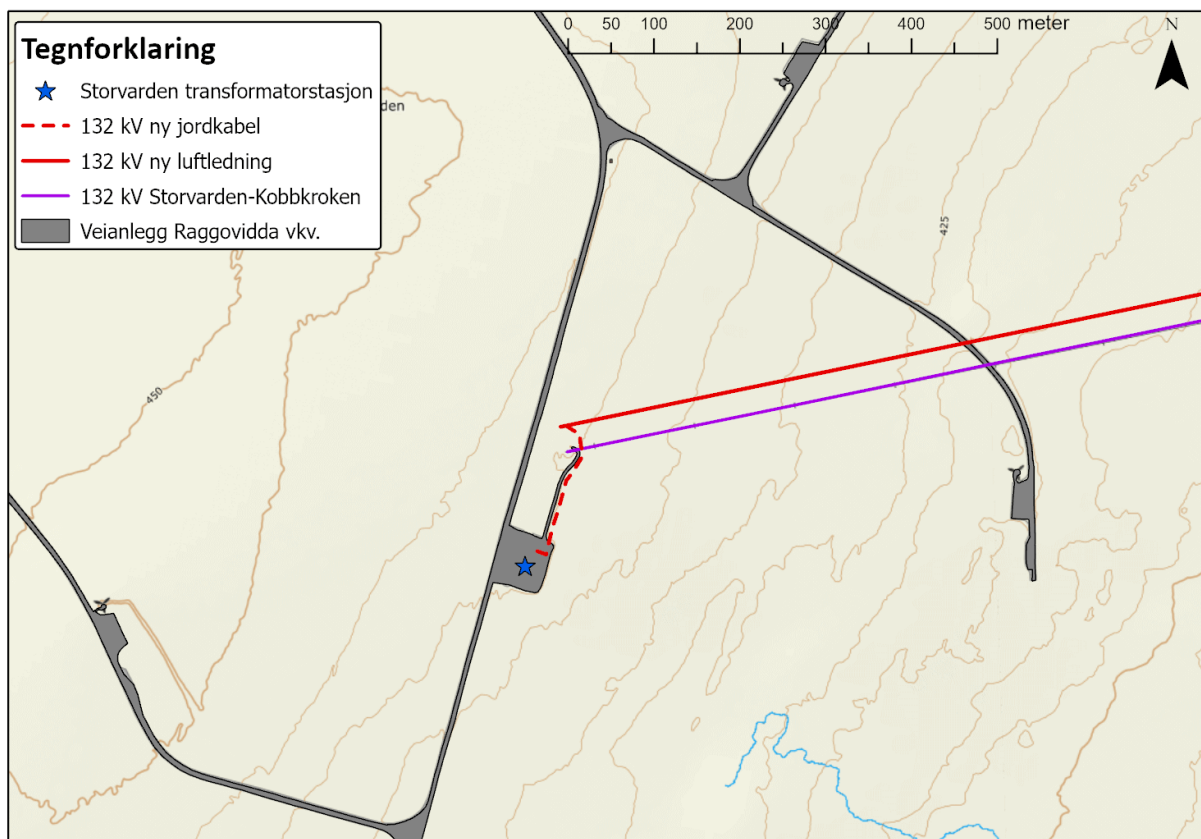 Tegnforklaring
Storvarden transformatorstasjon
132 kV ny jordkabel
132 kV ny luftledning
132 kV Storvarden-Kobbkroken
Veianlegg Raggovidda vkv.
den
0 50 100 200 300 400 500 meter
N
425
450